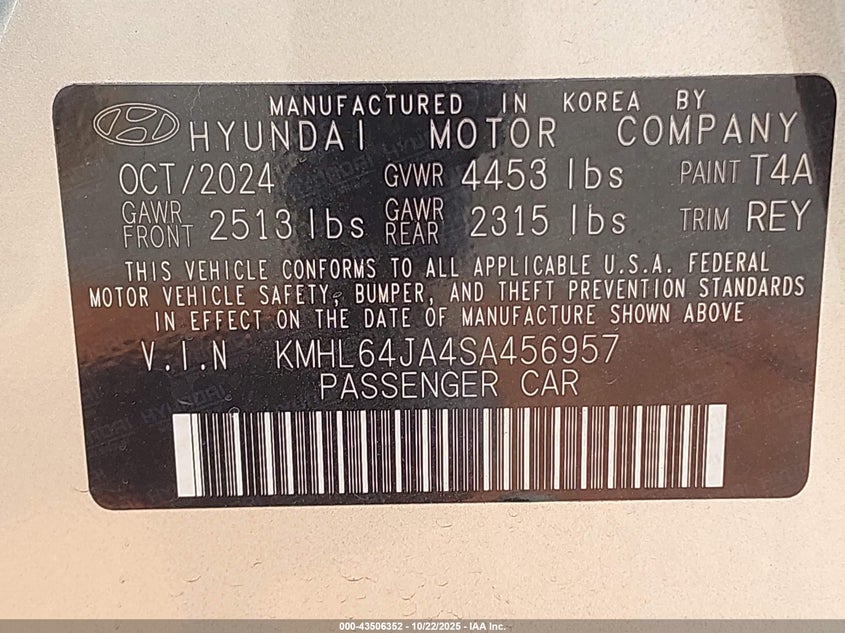 MANUFACTURED IN KOREA BY
HYUNDAI MOTOR COMPANY
OCT/2024 GVWR 4453 lbs PAINT T4A
GAWR FRONT 2513 lbs GAWR REAR 2315 lbs TRIM REY
THIS VEHICLE CONFORMS TO ALL APPLICABLE U.S.A. FEDERAL
MOTOR VEHICLE SAFETY, BUMPER, AND THEFT PREVENTION STANDARDS
IN EFFECT ON THE DATE OF MANUFACTURE SHOWN ABOVE
V.I.N KMHL64JA4SA456957
PASSENGER CAR
000-43506352 - 10/22/2025 - IAA Inc.